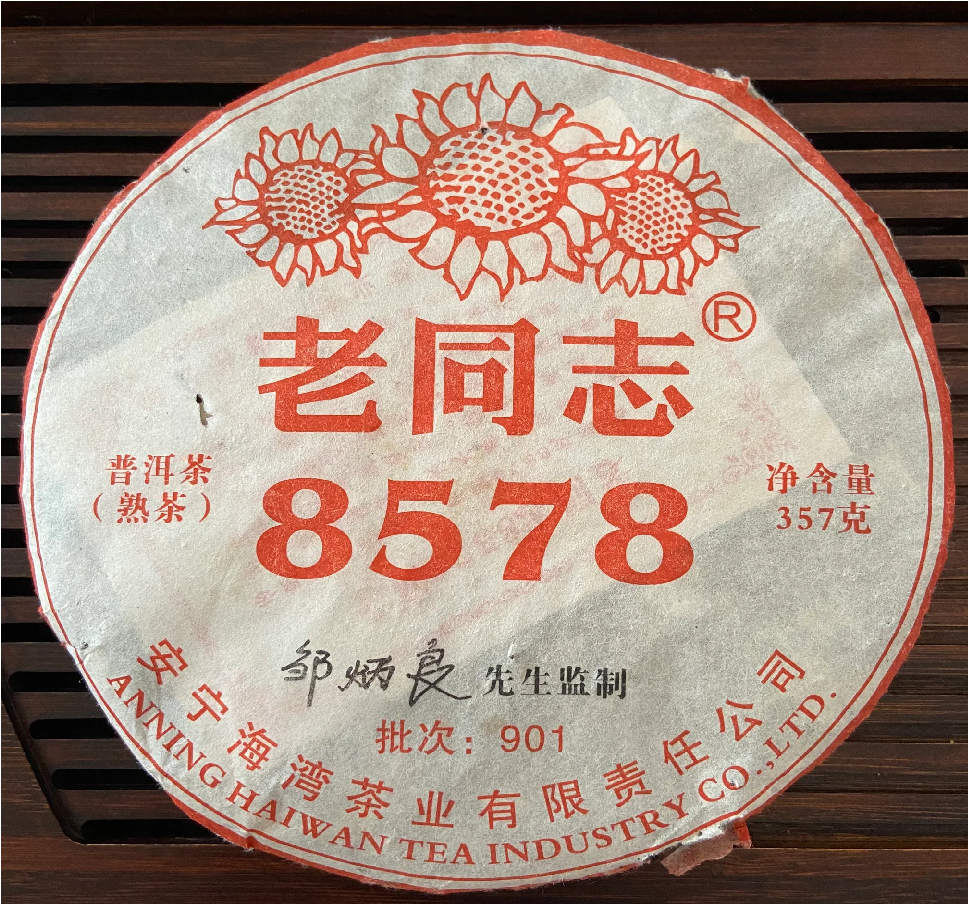 老同志®
普洱茶
（熟茶）
8578
净含量
357克
邹炳良先生监制
批次：901
安宁海湾茶业有限责任公司
ANNING HAIWAN TEA INDUSTRY CO.,LTD.